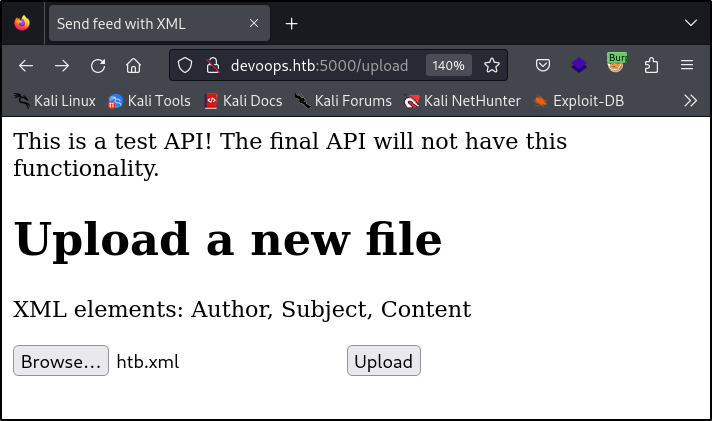 Send feed with XML
devoops.htb:5000/upload 140% Burp
Kali Linux Kali Tools Kali Docs Kali Forums Kali NetHunter Exploit-DB
This is a test API! The final API will not have this
functionality.
Upload a new file
XML elements: Author, Subject, Content
Browse... htb.xml Upload